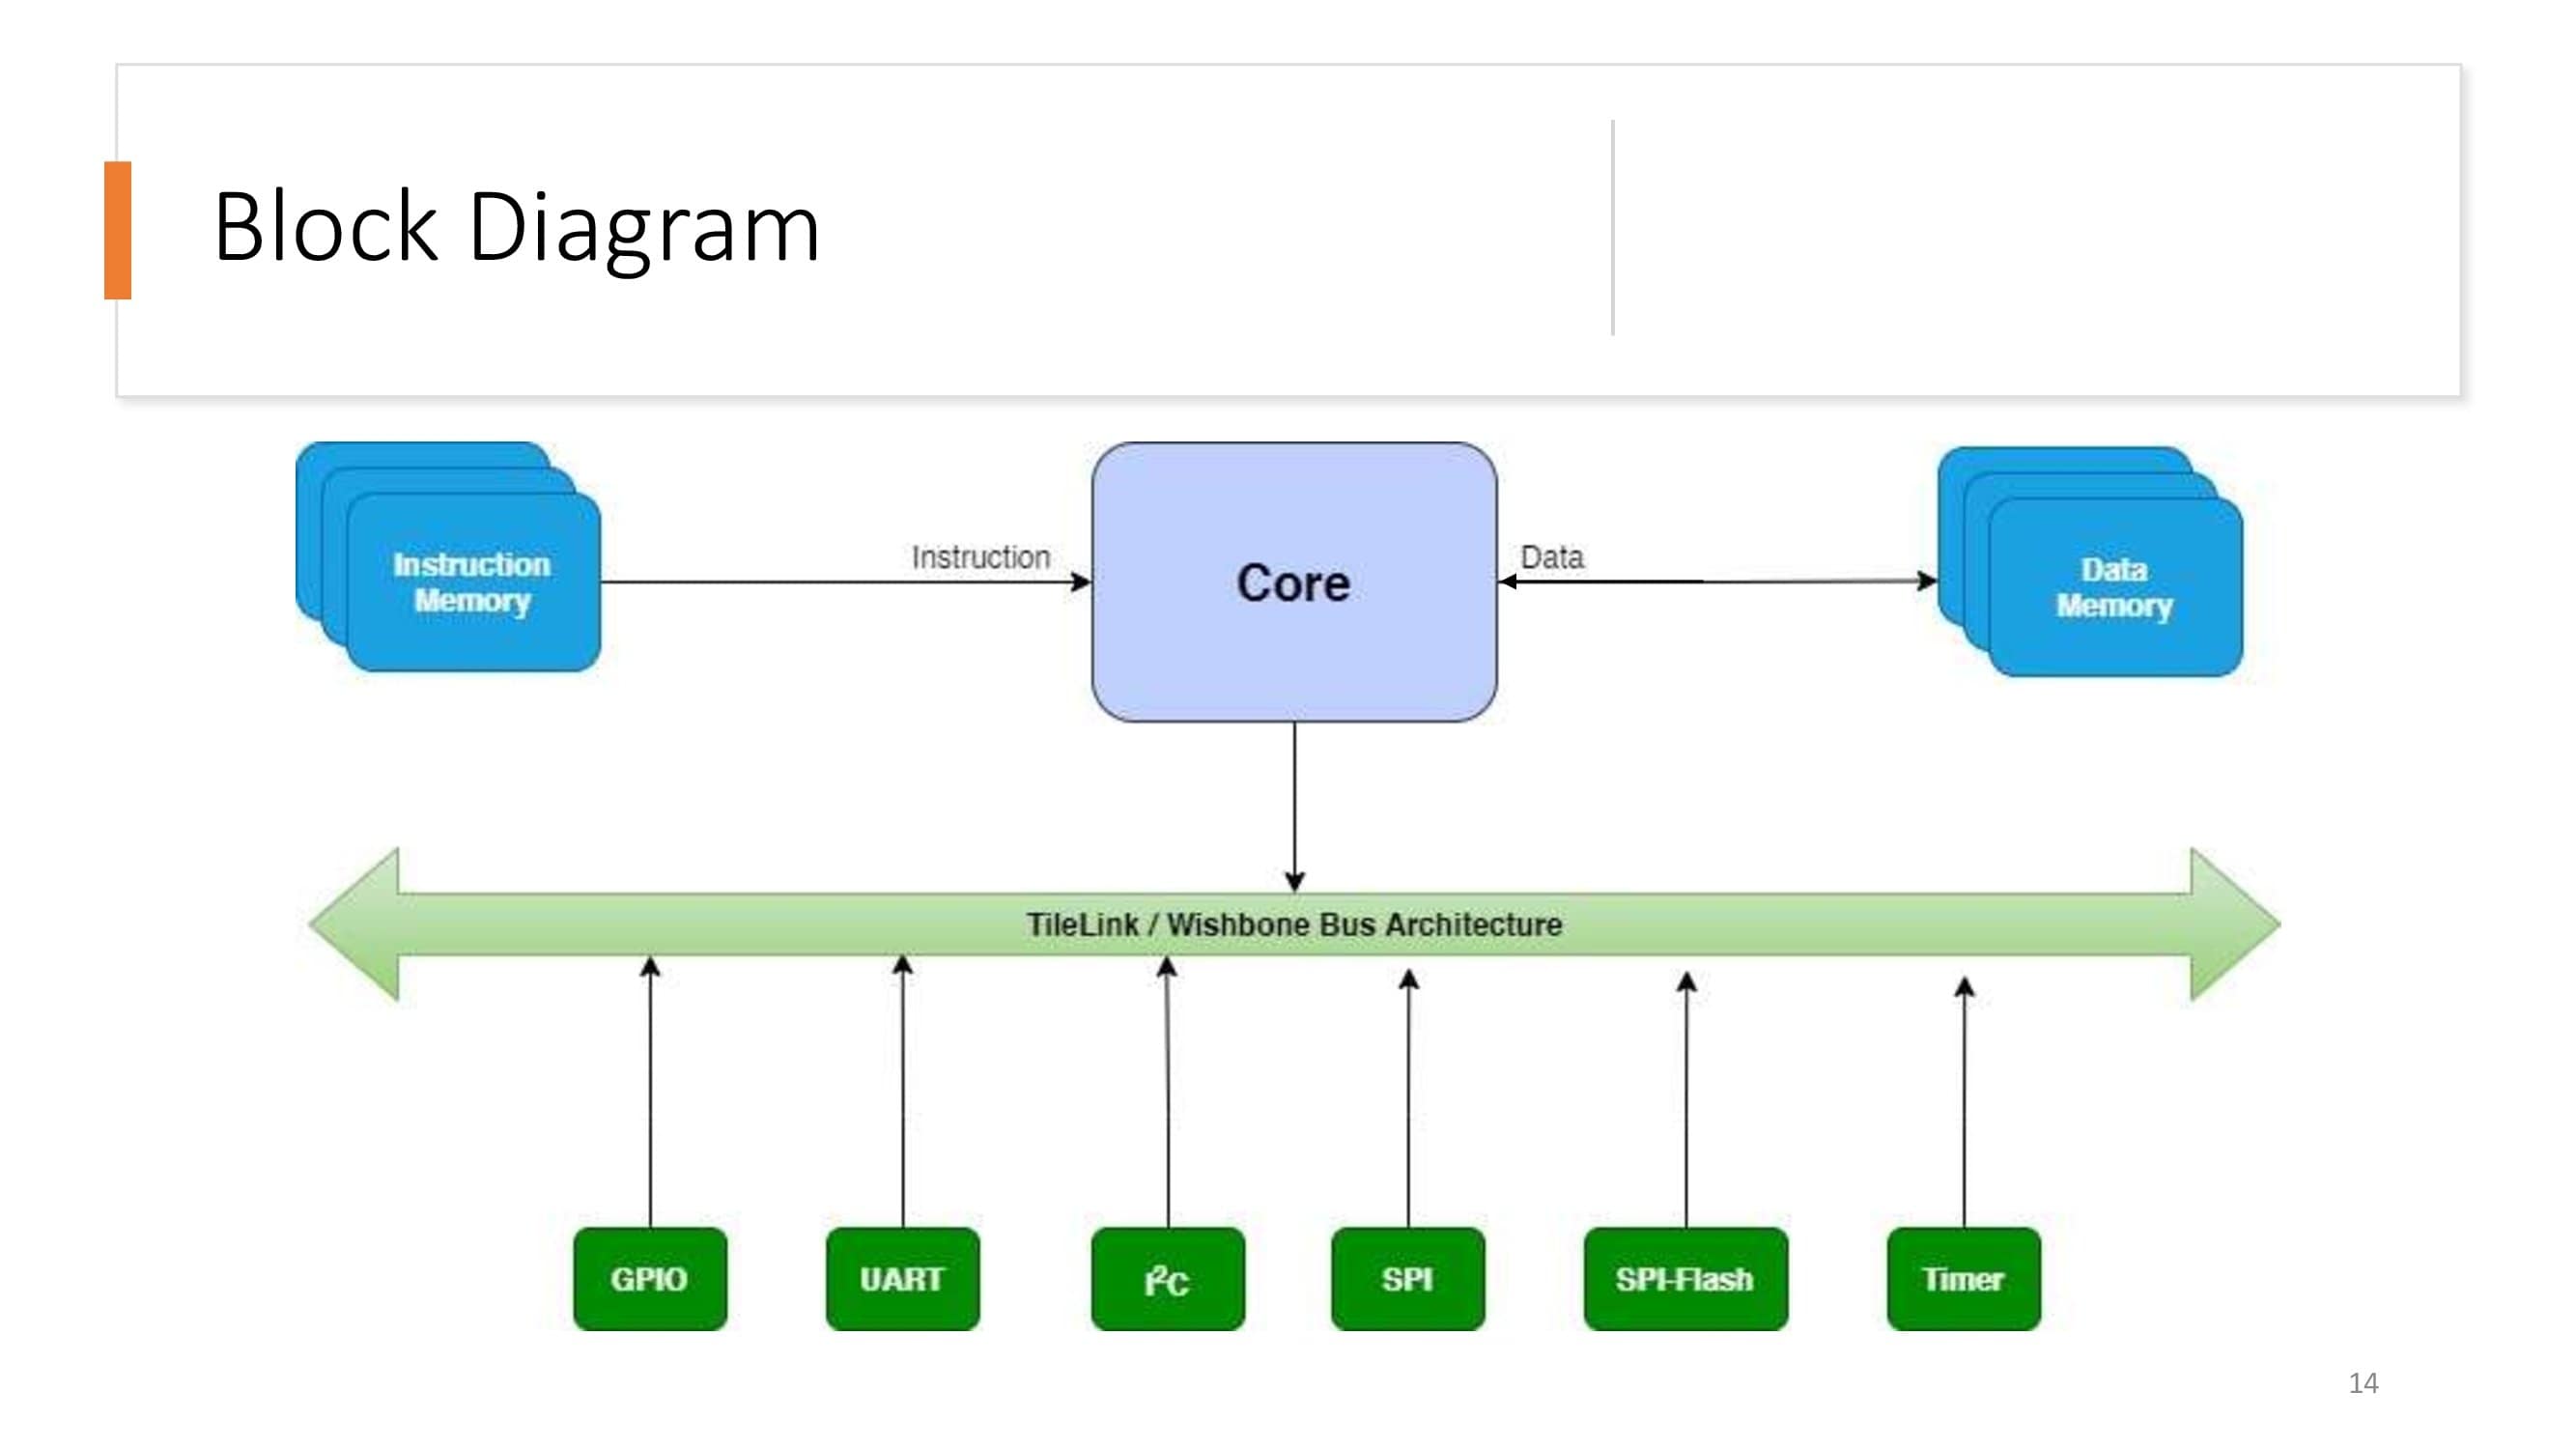 Block Diagram
Instruction
Memory
Instruction
Core
Data
Data
Memory
TileLink / Wishbone Bus Architecture
GPIO
UART
I²C
SPI
SPI-Flash
Timer
14